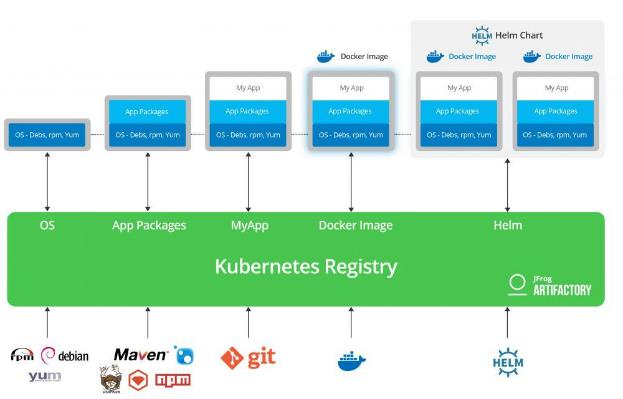 HELM Helm Chart
Docker Image
Docker Image
Docker Image
My App
My App
My App
My App
App Packages
App Packages
App Packages
App Packages
App Packages
OS - Debs, rpm, Yum
OS - Debs, rpm, Yum
OS - Debs, rpm, Yum
OS - Debs, rpm, Yum
OS - Debs, rpm, Yum
OS - Debs, rpm, Yum
OS
App Packages
MyApp
Docker Image
Helm
Kubernetes Registry
JFrog
ARTIFACTORY
rpm
debian
Maven
git
HELM
yum
npm